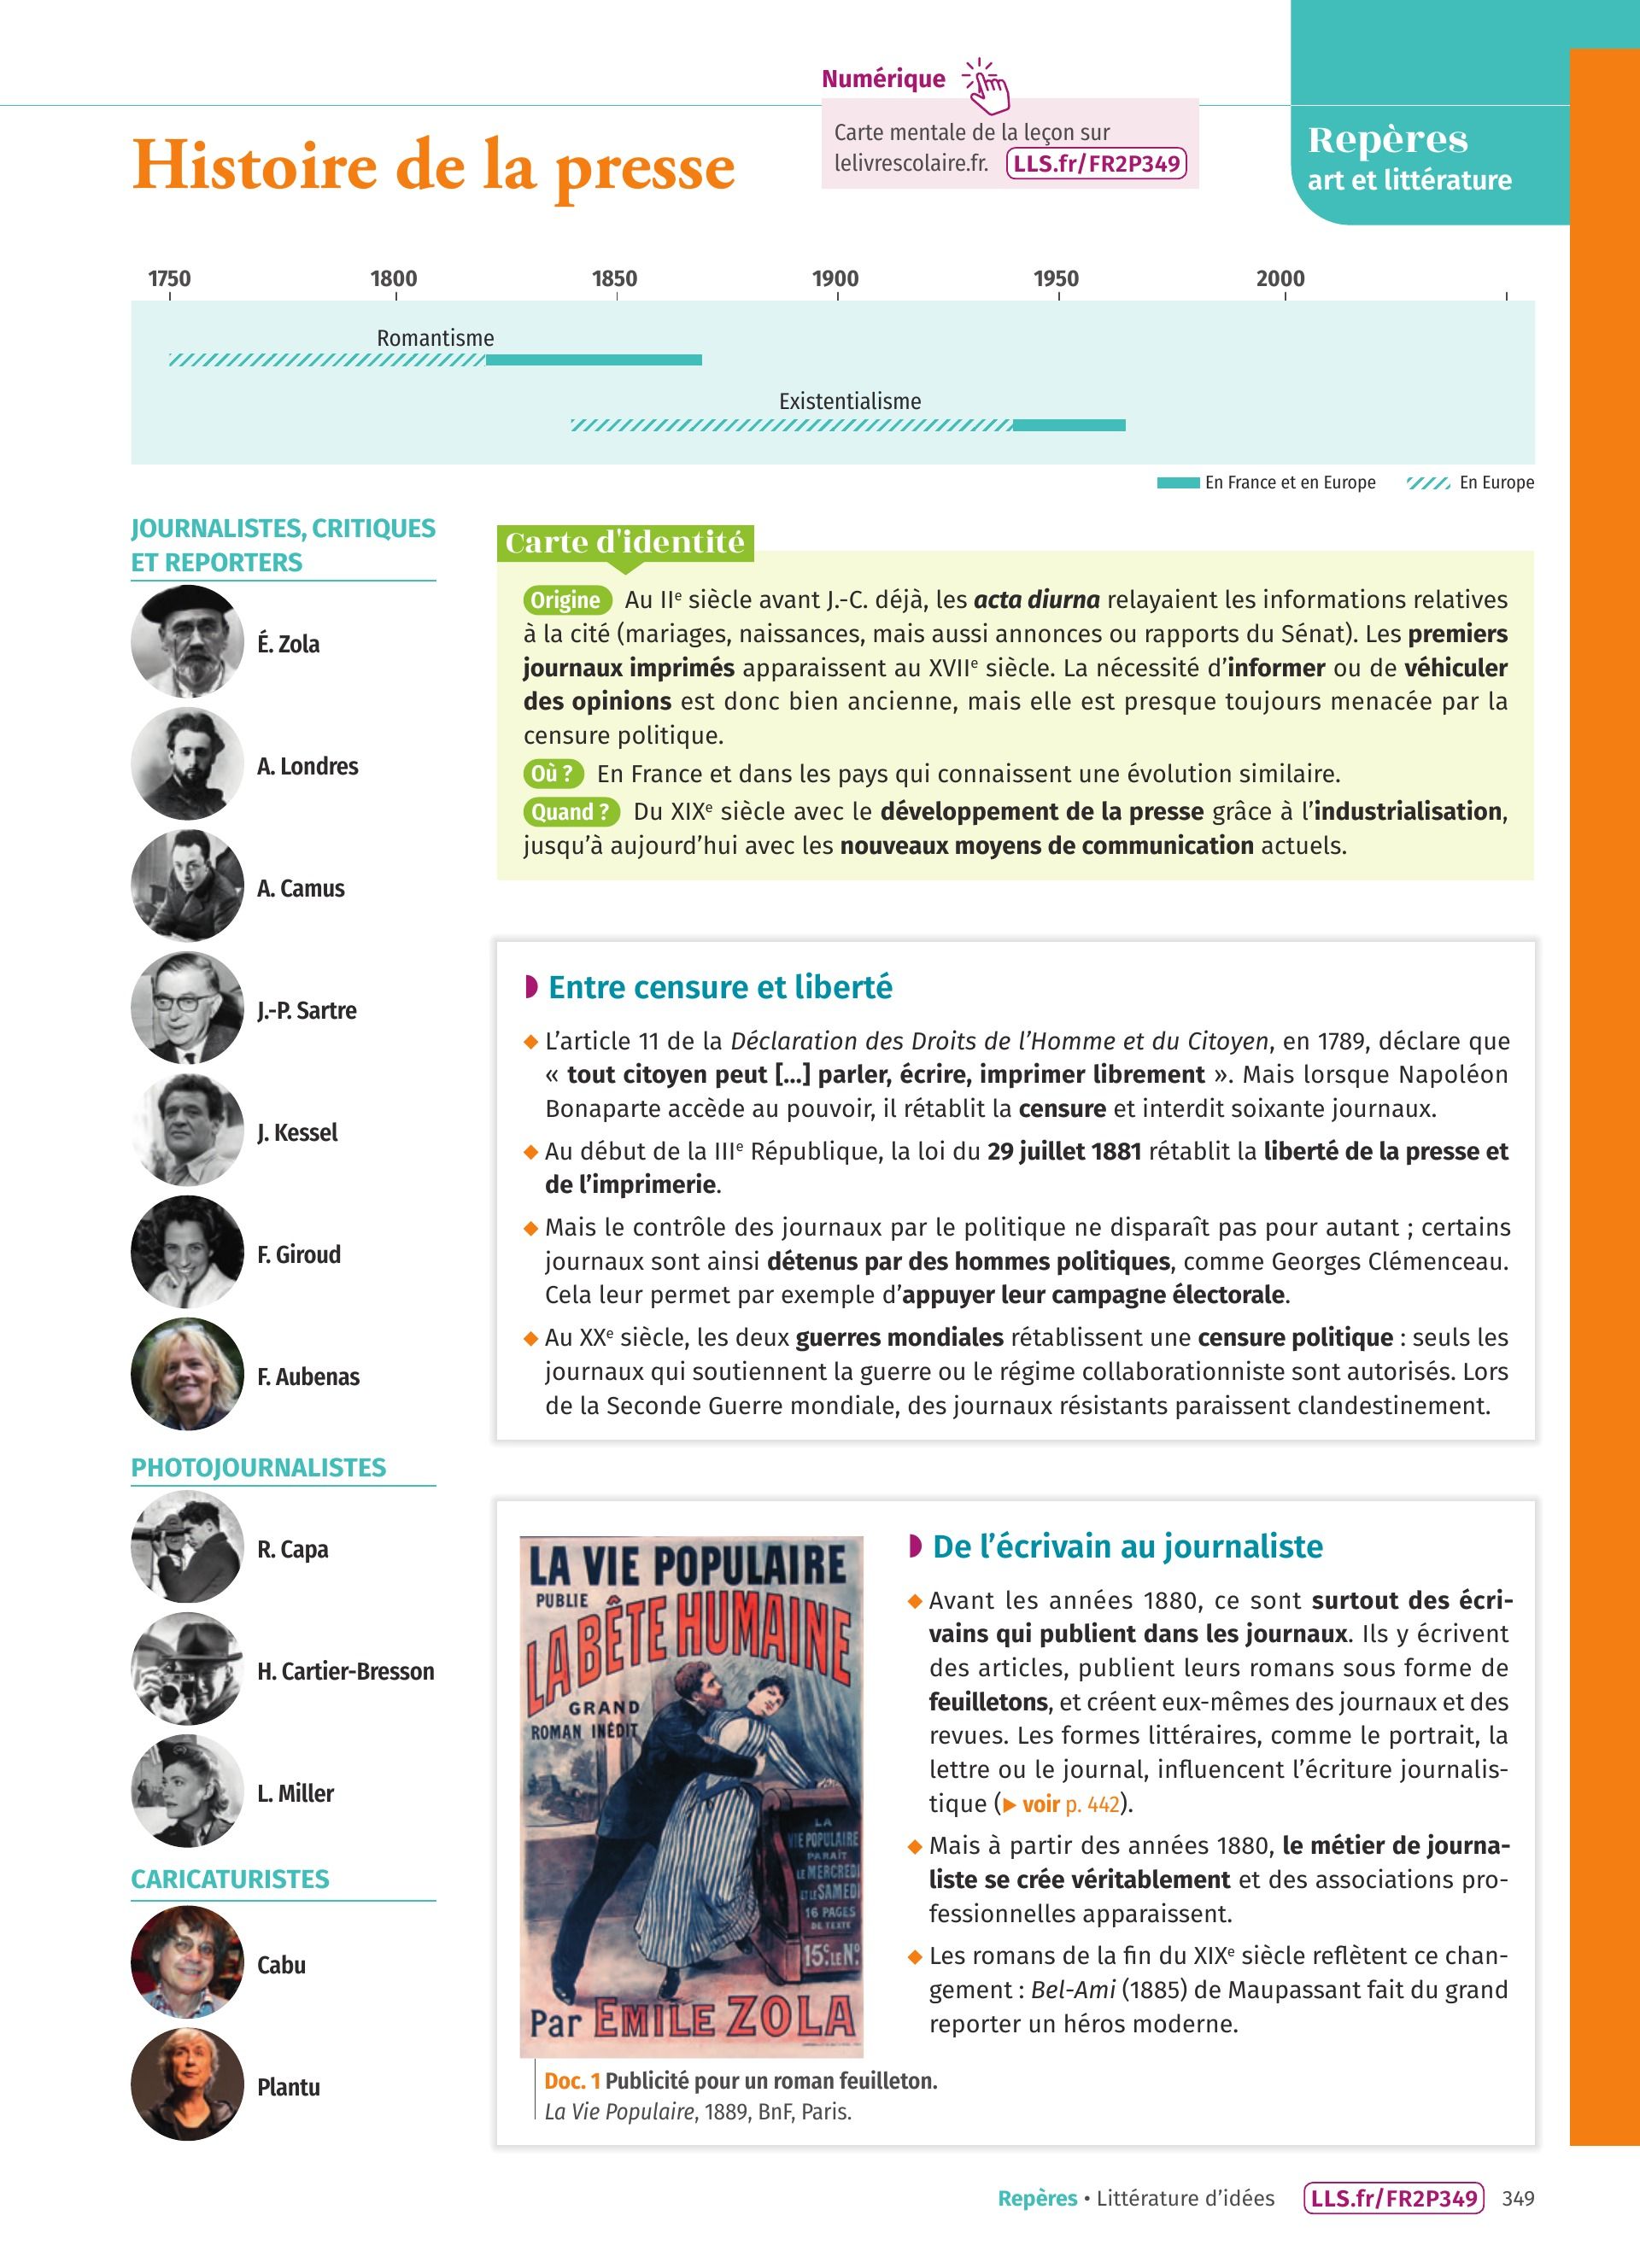 Numérique
Carte mentale de la leçon sur
lelivrescolaire.fr. LLS.fr/FR2P349
Repères
art et littérature
Histoire de la presse
1750 1800 1850 1900 1950 2000
Romantisme
Existentialisme
En France et en Europe En Europe
JOURNALISTES, CRITIQUES
ET REPORTERS
É. Zola
A. Londres
A. Camus
J.-P. Sartre
J. Kessel
F. Giroud
F. Aubenas
PHOTOJOURNALISTES
R. Capa
H. Cartier-Bresson
L. Miller
CARICATURISTES
Cabu
Plantu
Carte d'identité
Origine Au IIe siècle avant J.-C. déjà, les acta diurna relayaient les informations relatives
à la cité (mariages, naissances, mais aussi annonces ou rapports du Sénat). Les premiers
journaux imprimés apparaissent au XVIIe siècle. La nécessité d’informer ou de véhiculer
des opinions est donc bien ancienne, mais elle est presque toujours menacée par la
censure politique.
Où ? En France et dans les pays qui connaissent une évolution similaire.
Quand ? Du XIXe siècle avec le développement de la presse grâce à l’industrialisation,
jusqu’à aujourd’hui avec les nouveaux moyens de communication actuels.
Entre censure et liberté
L’article 11 de la Déclaration des Droits de l’Homme et du Citoyen, en 1789, déclare que
« tout citoyen peut [...] parler, écrire, imprimer librement ». Mais lorsque Napoléon
Bonaparte accède au pouvoir, il rétablit la censure et interdit soixante journaux.
Au début de la IIIe République, la loi du 29 juillet 1881 rétablit la liberté de la presse et
de l’imprimerie.
Mais le contrôle des journaux par le politique ne disparaît pas pour autant ; certains
journaux sont ainsi détenus par des hommes politiques, comme Georges Clémenceau.
Cela leur permet par exemple d’appuyer leur campagne électorale.
Au XXe siècle, les deux guerres mondiales rétablissent une censure politique : seuls les
journaux qui soutiennent la guerre ou le régime collaborationniste sont autorisés. Lors
de la Seconde Guerre mondiale, des journaux résistants paraissent clandestinement.
LA VIE POPULAIRE
PUBLIE
LA BÊTE HUMAINE
GRAND
ROMAN INÉDIT
LA
VIE POPULAIRE
PARAÎT
LE MERCREDI
ET LE SAMEDI
16 PAGES
DE TEXTE
15c LE No
Par EMILE ZOLA
Doc. 1 Publicité pour un roman feuilleton.
La Vie Populaire, 1889, BnF, Paris.
De l’écrivain au journaliste
Avant les années 1880, ce sont surtout des écri-
vains qui publient dans les journaux. Ils y écrivent
des articles, publient leurs romans sous forme de
feuilletons, et créent eux-mêmes des journaux et des
revues. Les formes littéraires, comme le portrait, la
lettre ou le journal, influencent l’écriture journalis-
tique (▶ voir p. 442).
Mais à partir des années 1880, le métier de journa-
liste se crée véritablement et des associations pro-
fessionnelles apparaissent.
Les romans de la fin du XIXe siècle reflètent ce chan-
gement : Bel-Ami (1885) de Maupassant fait du grand
reporter un héros moderne.
Repères • Littérature d’idées LLS.fr/FR2P349 349